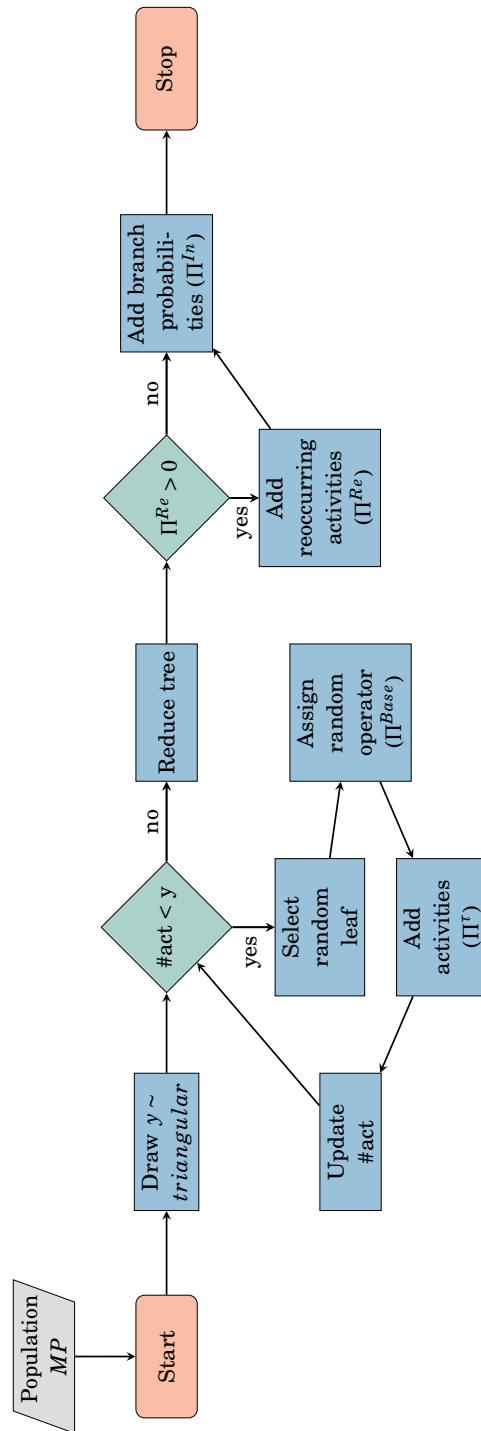 Population
MP
Start
Draw y ~
triangular
#act < y
no
yes
Select
random
leaf
Assign
random
operator
(Π^{Base})
Add
activities
(Π^τ)
Update
#act
Reduce tree
Π^{Re} > 0
no
yes
Add
reoccurring
activities
(Π^{Re})
Add branch
probabili-
ties (Π^{In})
Stop